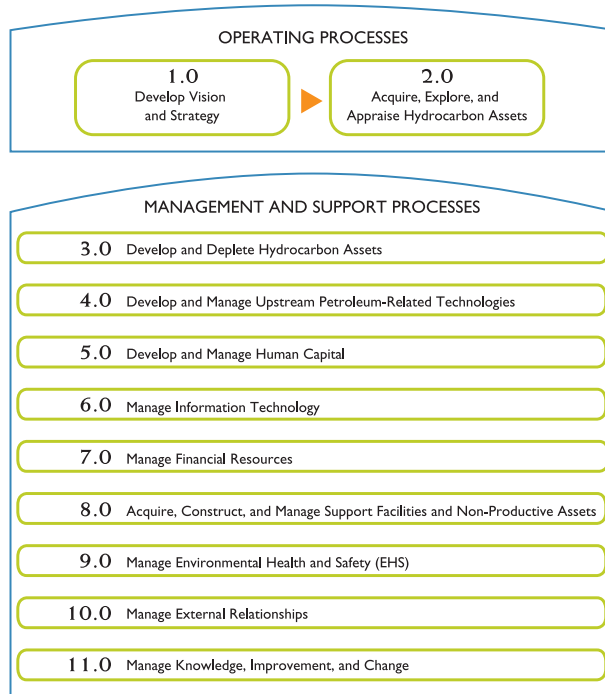 OPERATING PROCESSES
1.0
Develop Vision
and Strategy
2.0
Acquire, Explore, and
Appraise Hydrocarbon Assets
MANAGEMENT AND SUPPORT PROCESSES
3.0 Develop and Deplete Hydrocarbon Assets
4.0 Develop and Manage Upstream Petroleum-Related Technologies
5.0 Develop and Manage Human Capital
6.0 Manage Information Technology
7.0 Manage Financial Resources
8.0 Acquire, Construct, and Manage Support Facilities and Non-Productive Assets
9.0 Manage Environmental Health and Safety (EHS)
10.0 Manage External Relationships
11.0 Manage Knowledge, Improvement, and Change